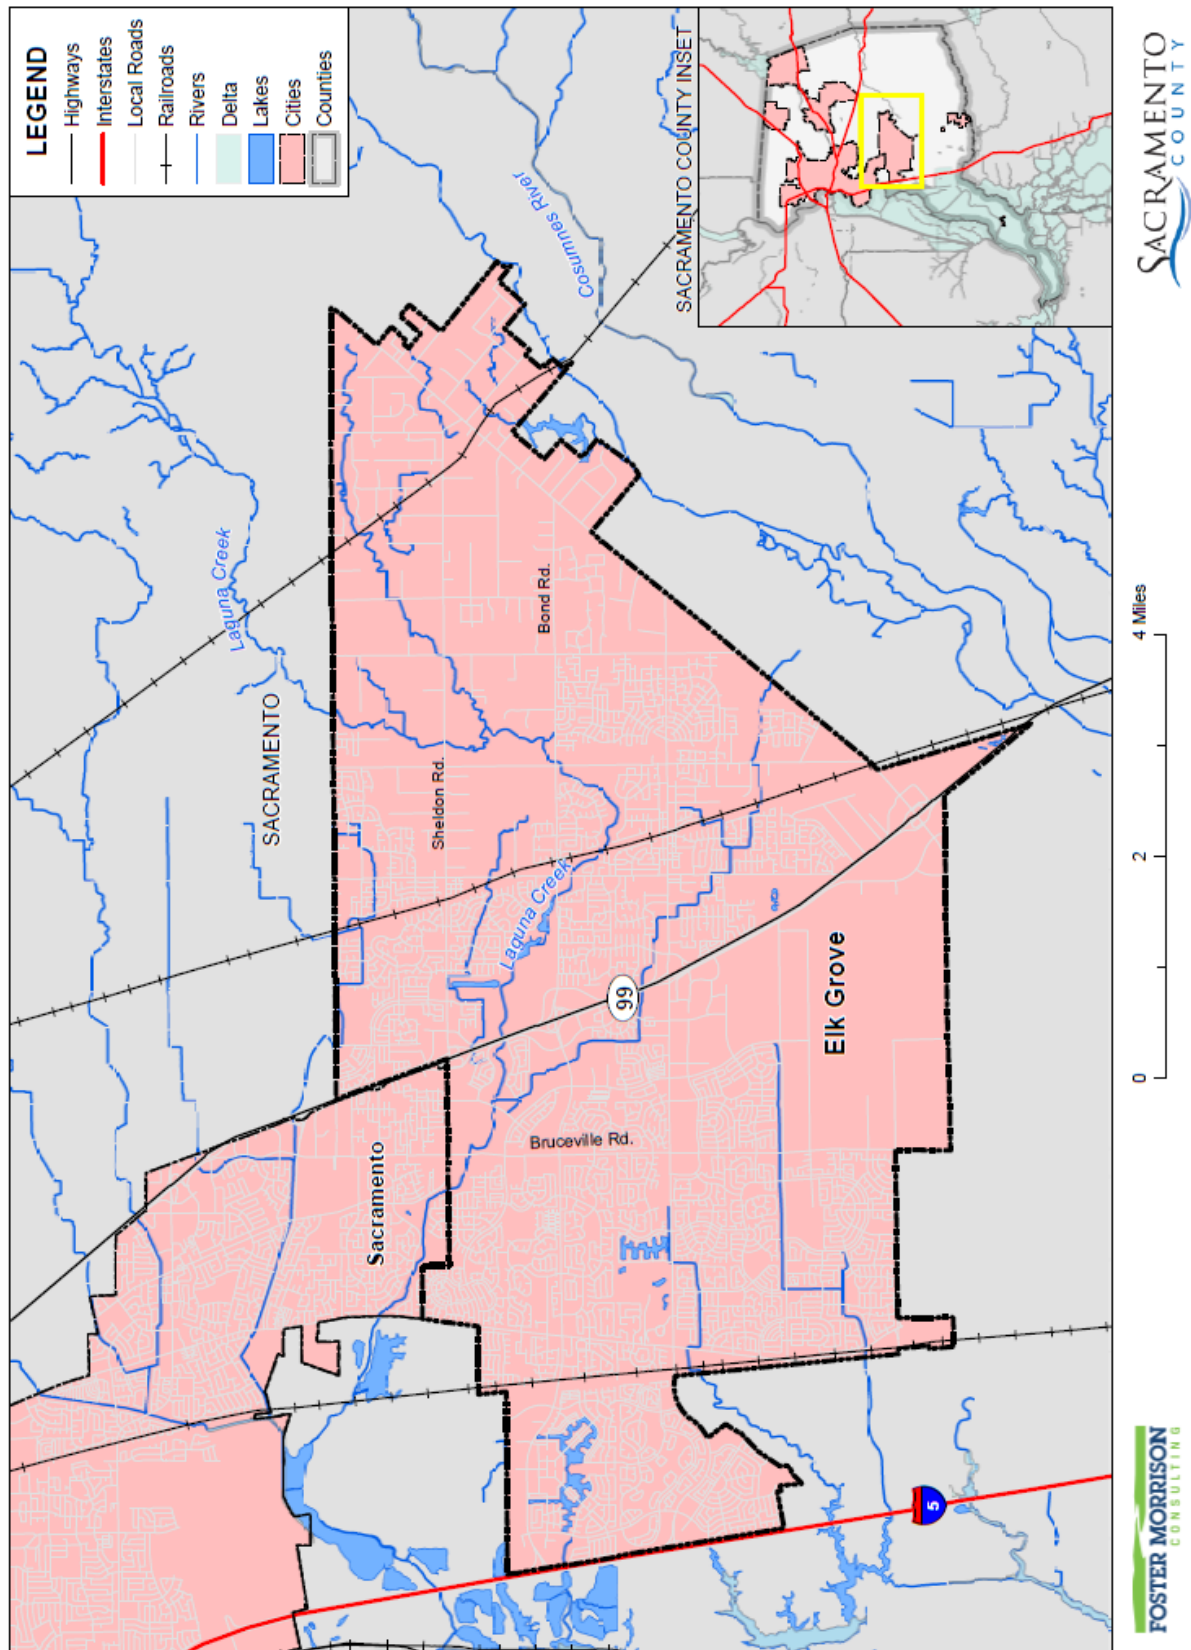 LEGEND
Highways
Interstates
Local Roads
Railroads
Rivers
Delta
Lakes
Cities
Counties
SACRAMENTO COUNTY INSET
Cosumnes River
Laguna Creek
SACRAMENTO
Sheldon Rd.
Bond Rd.
Laguna Creek
99
Elk Grove
Bruceville Rd.
Sacramento
5
0 2 4 Miles
FOSTER MORRISON
CONSULTING
SACRAMENTO
COUNTY